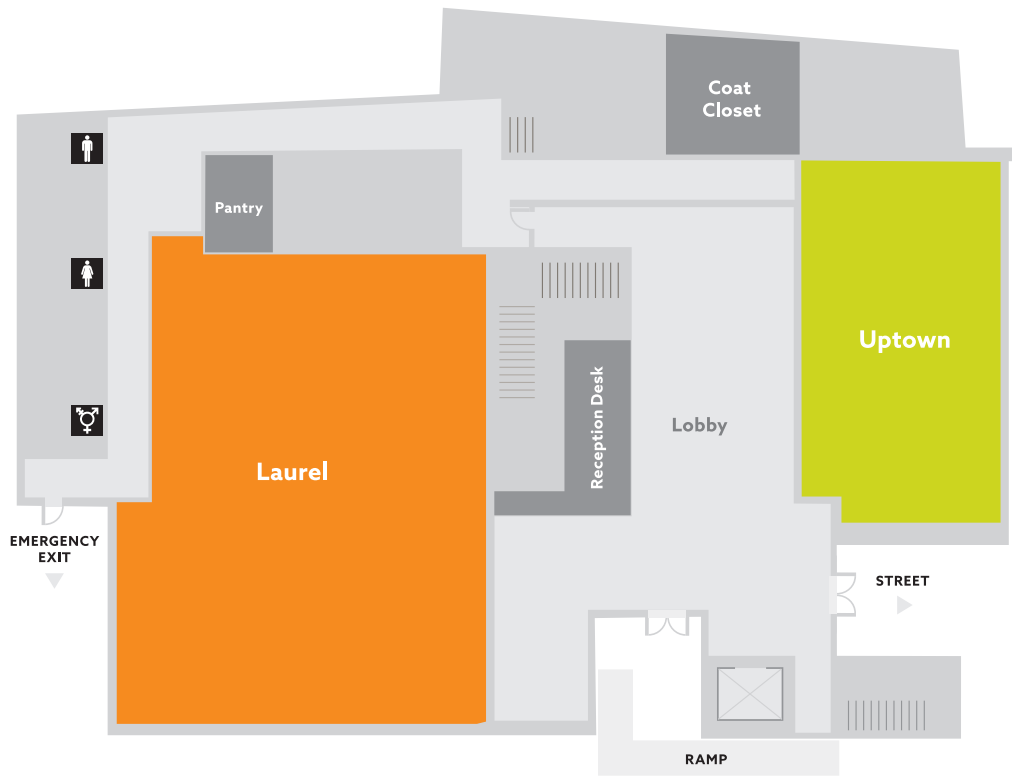 Coat
Closet
Pantry
Uptown
Reception Desk
Lobby
Laurel
EMERGENCY
EXIT
STREET
RAMP